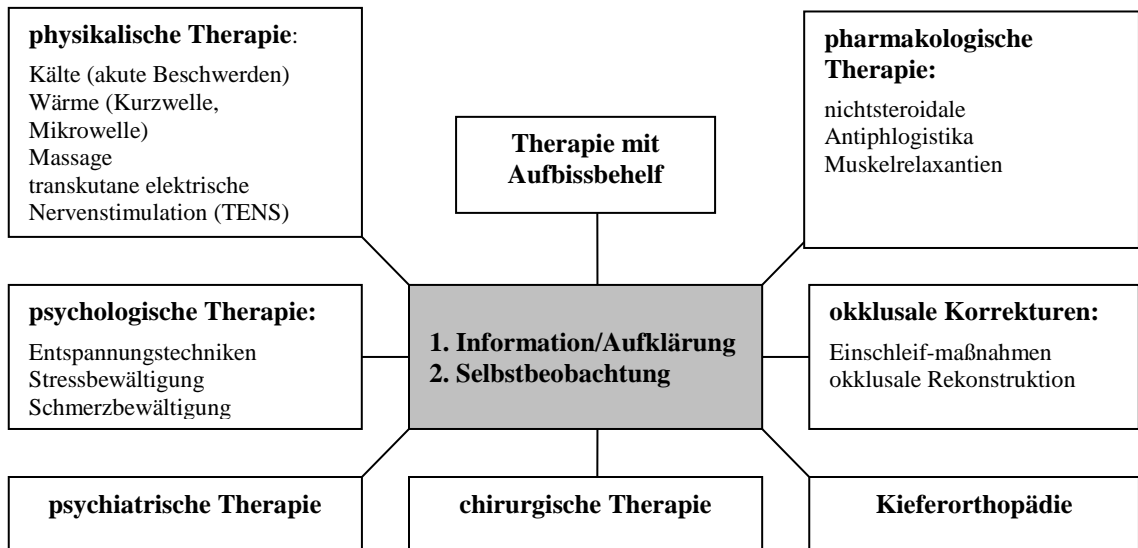 physikalische Therapie:
Kälte (akute Beschwerden)
Wärme (Kurzwelle,
Mikrowelle)
Massage
transkutane elektrische
Nervenstimulation (TENS)
Therapie mit
Aufbissbehelf
pharmakologische
Therapie:
nichtsteroidale
Antiphlogistika
Muskelrelaxantien
psychologische Therapie:
Entspannungstechniken
Stressbewältigung
Schmerzbewältigung
1. Information/Aufklärung
2. Selbstbeobachtung
okklusale Korrekturen:
Einschleif-maßnahmen
okklusale Rekonstruktion
psychiatrische Therapie
chirurgische Therapie
Kieferorthopädie